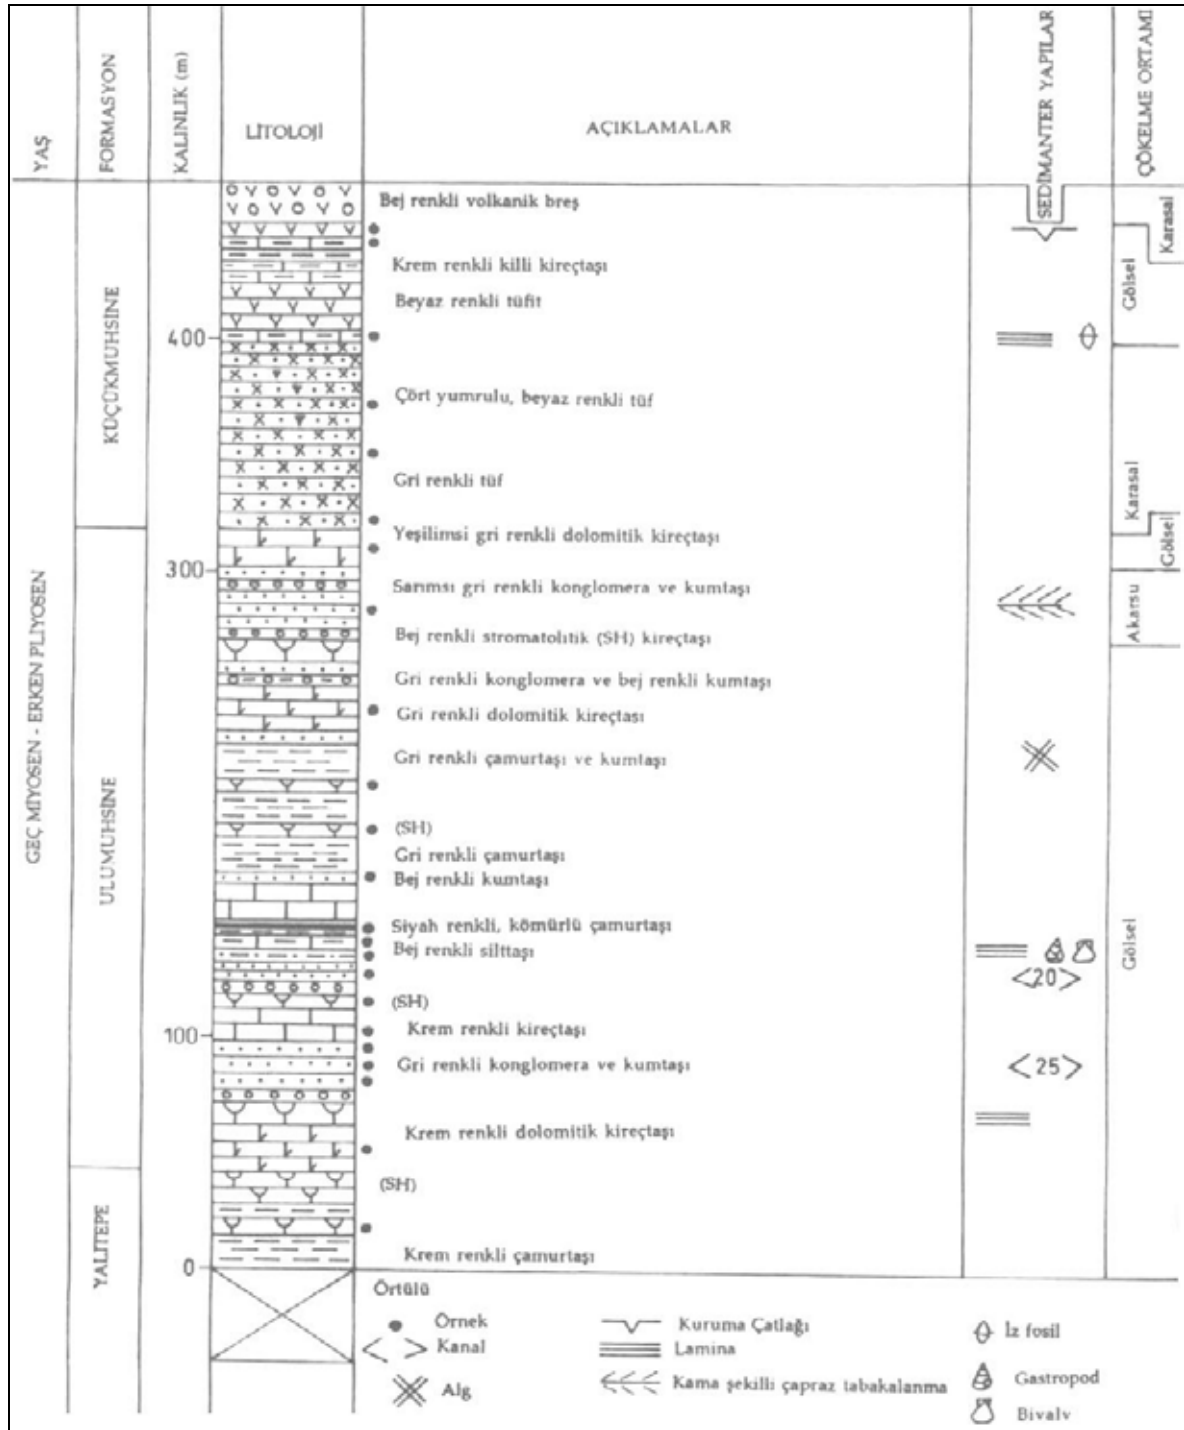 YAŞ
FORMASYON
KALINLIK (m)
LİTOLOJİ
AÇIKLAMALAR
SEDİMANTER YAPILAR
ÇÖKELME ORTAMI
GEÇ MİYOSEN - ERKEN PLİYOSEN
KÜÇÜKMUHSİNE
ULUMUHSİNE
YALITEPE
400
300
100
0
Bej renkli volkanik breş
Krem renkli killi kireçtaşı
Beyaz renkli tüfit
Çört yumrulu, beyaz renkli tüf
Gri renkli tüf
Yeşilimsi gri renkli dolomitik kireçtaşı
Sarımsı gri renkli konglomera ve kumtaşı
Bej renkli stromatolitik (SH) kireçtaşı
Gri renkli konglomera ve bej renkli kumtaşı
Gri renkli dolomitik kireçtaşı
Gri renkli çamurtaşı ve kumtaşı
(SH)
Gri renkli çamurtaşı
Bej renkli kumtaşı
Siyah renkli, kömürlü çamurtaşı
Bej renkli silttaşı
(SH)
Krem renkli kireçtaşı
Gri renkli konglomera ve kumtaşı
Krem renkli dolomitik kireçtaşı
(SH)
Krem renkli çamurtaşı
<20>
<25>
Karasal
Gölsel
Karasal
Gölsel
Akarsu
Gölsel
Örtülü
Örnek
Kanal
Alg
Kuruma Çatlağı
Lamina
Kama şekilli çapraz tabakalanma
İz fosil
Gastropod
Bivalv